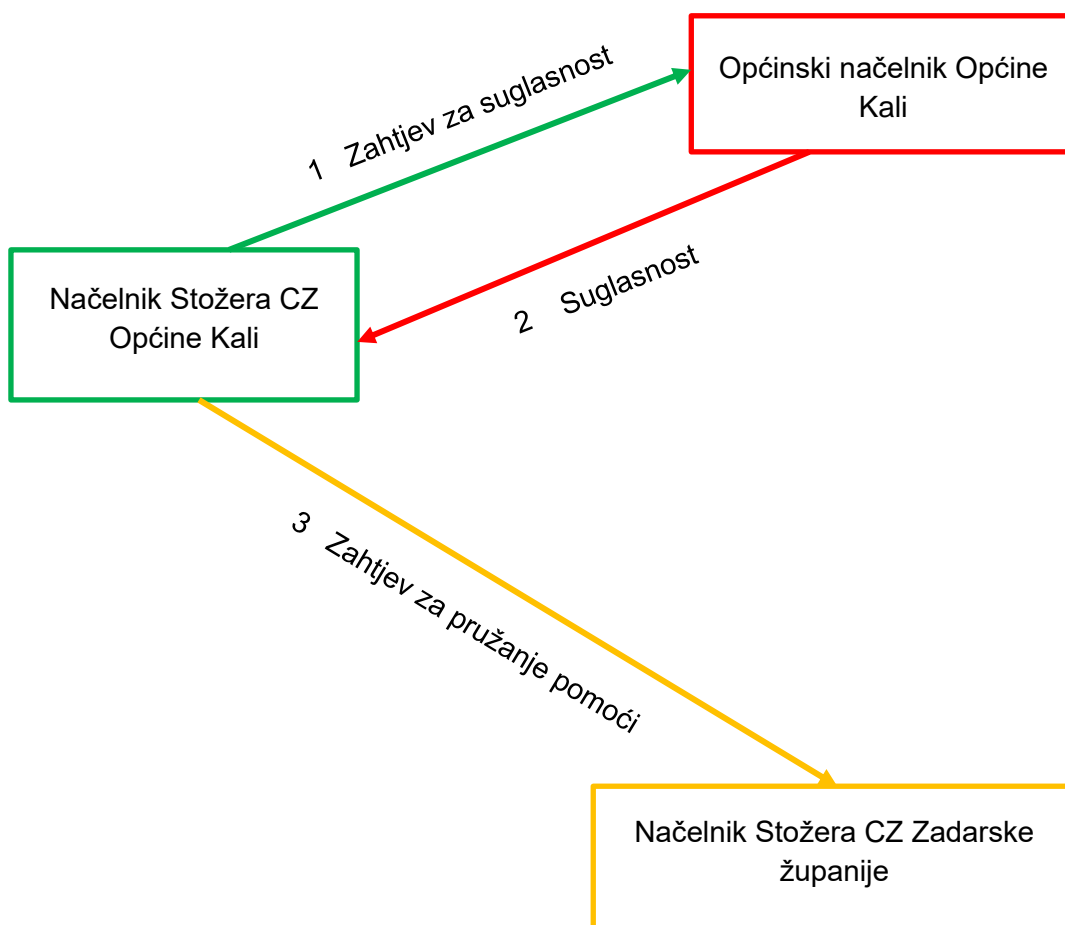 Općinski načelnik Općine
Kali
1 Zahtjev za suglasnost
2 Suglasnost
Načelnik Stožera CZ
Općine Kali
3 Zahtjev za pružanje pomoći
Načelnik Stožera CZ Zadarske
županije